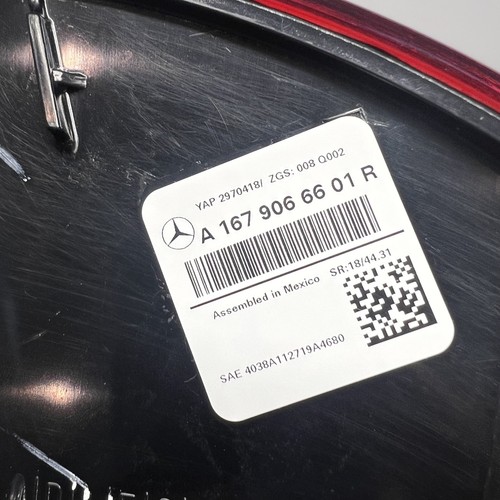 YAP 2970418/ ZGS: 008 Q002
A 167 906 66 01 R
Assembled in Mexico SR:18/44.31
SAE 4038A112719A4680